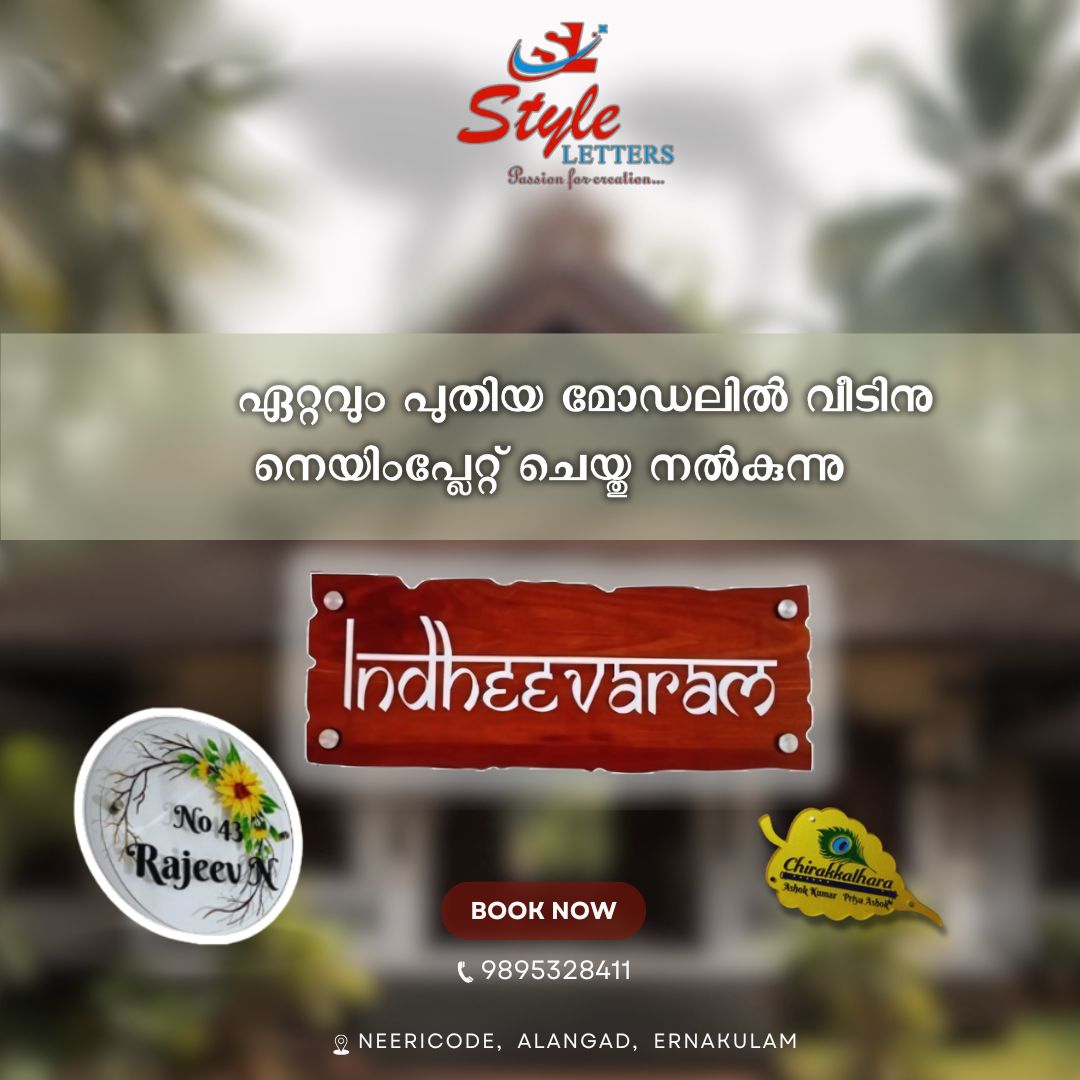 SL
Style
LETTERS
Passion for creation...
ഏറ്റവും പുതിയ മോഡലിൽ വീടിനു
നെയിംപ്ലേറ്റ് ചെയ്തു നൽകുന്നു
Indheevaram
No 43
Rajeev N
Chirakkalhara
Ashok Kumar Priya Ashok
BOOK NOW
9895328411
NEERICODE, ALANGAD, ERNAKULAM